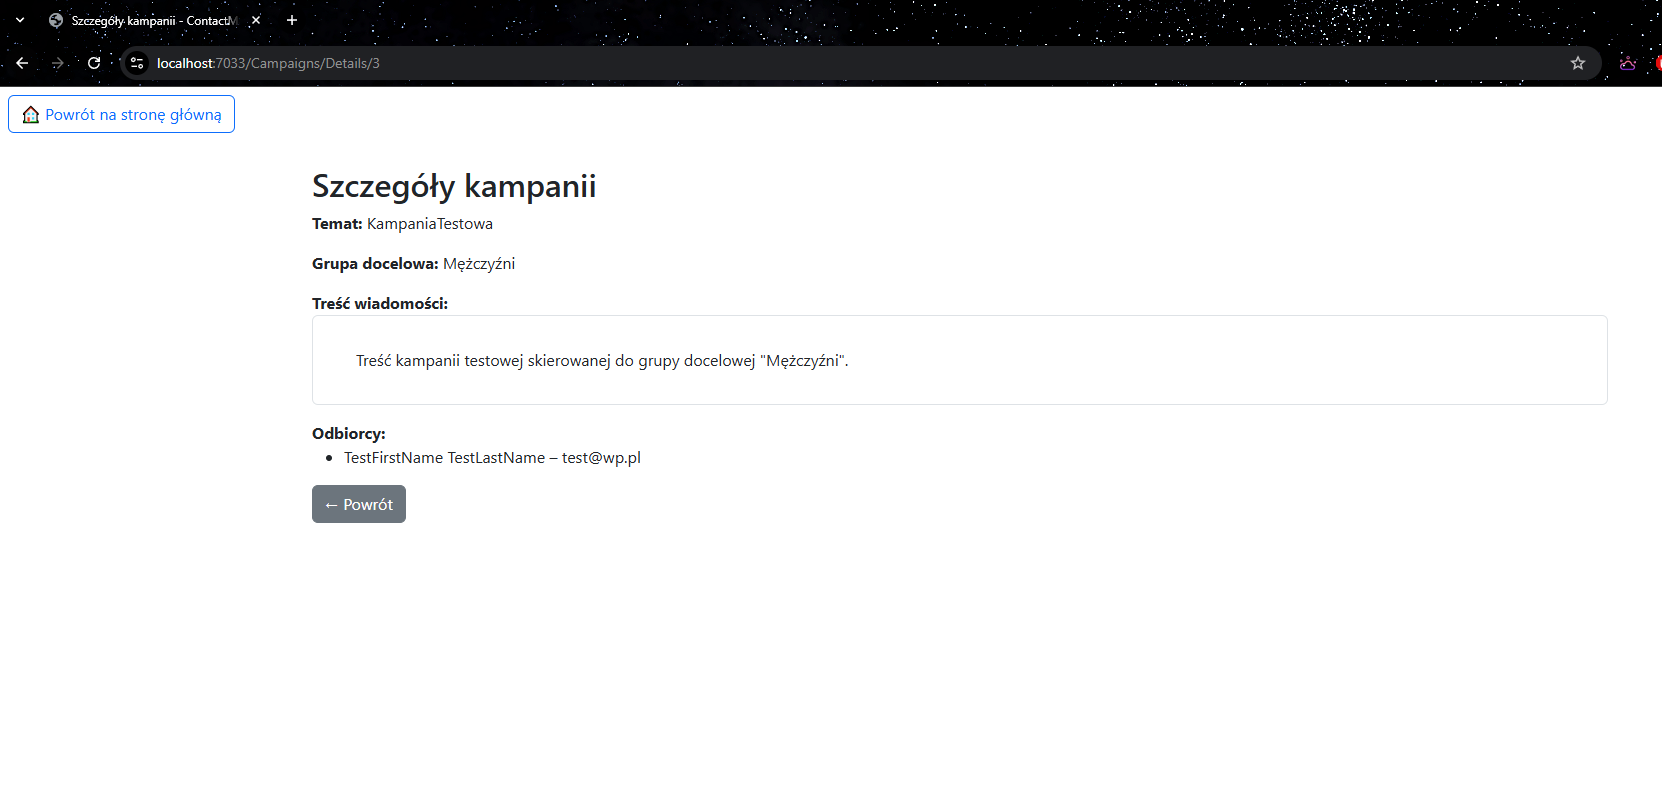 Szczegóły kampanii - ContactM
localhost:7033/Campaigns/Details/3
Powrót na stronę główną
Szczegóły kampanii
Temat: KampaniaTestowa
Grupa docelowa: Mężczyźni
Treść wiadomości:
Treść kampanii testowej skierowanej do grupy docelowej "Mężczyźni".
Odbiorcy:
• TestFirstName TestLastName – test@wp.pl
← Powrót